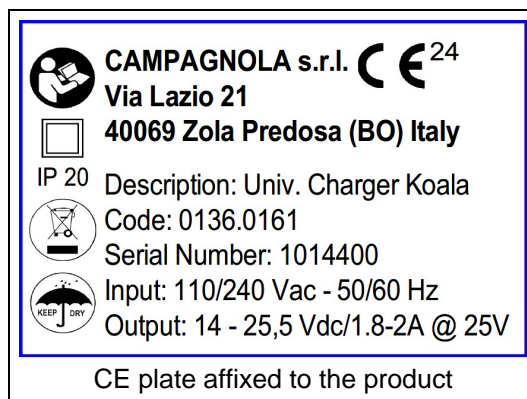 CAMPAGNOLA s.r.l. CE 24
Via Lazio 21
40069 Zola Predosa (BO) Italy
IP 20
Description: Univ. Charger Koala
Code: 0136.0161
Serial Number: 1014400
Input: 110/240 Vac - 50/60 Hz
KEEP DRY
Output: 14 - 25,5 Vdc/1.8-2A @ 25V
CE plate affixed to the product